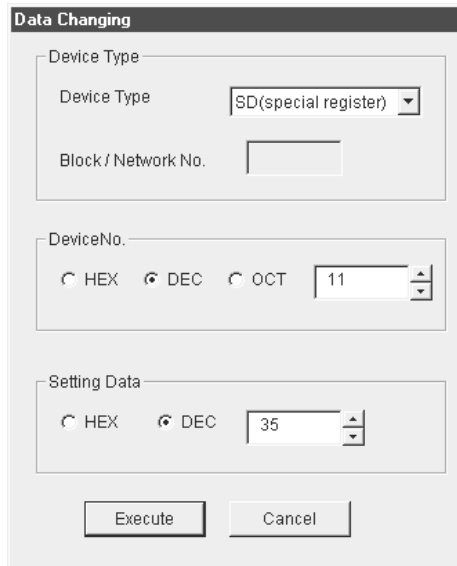 Data Changing
Device Type
Device Type SD(special register)
Block / Network No.
DeviceNo.
HEX DEC OCT 11
Setting Data
HEX DEC 35
Execute Cancel